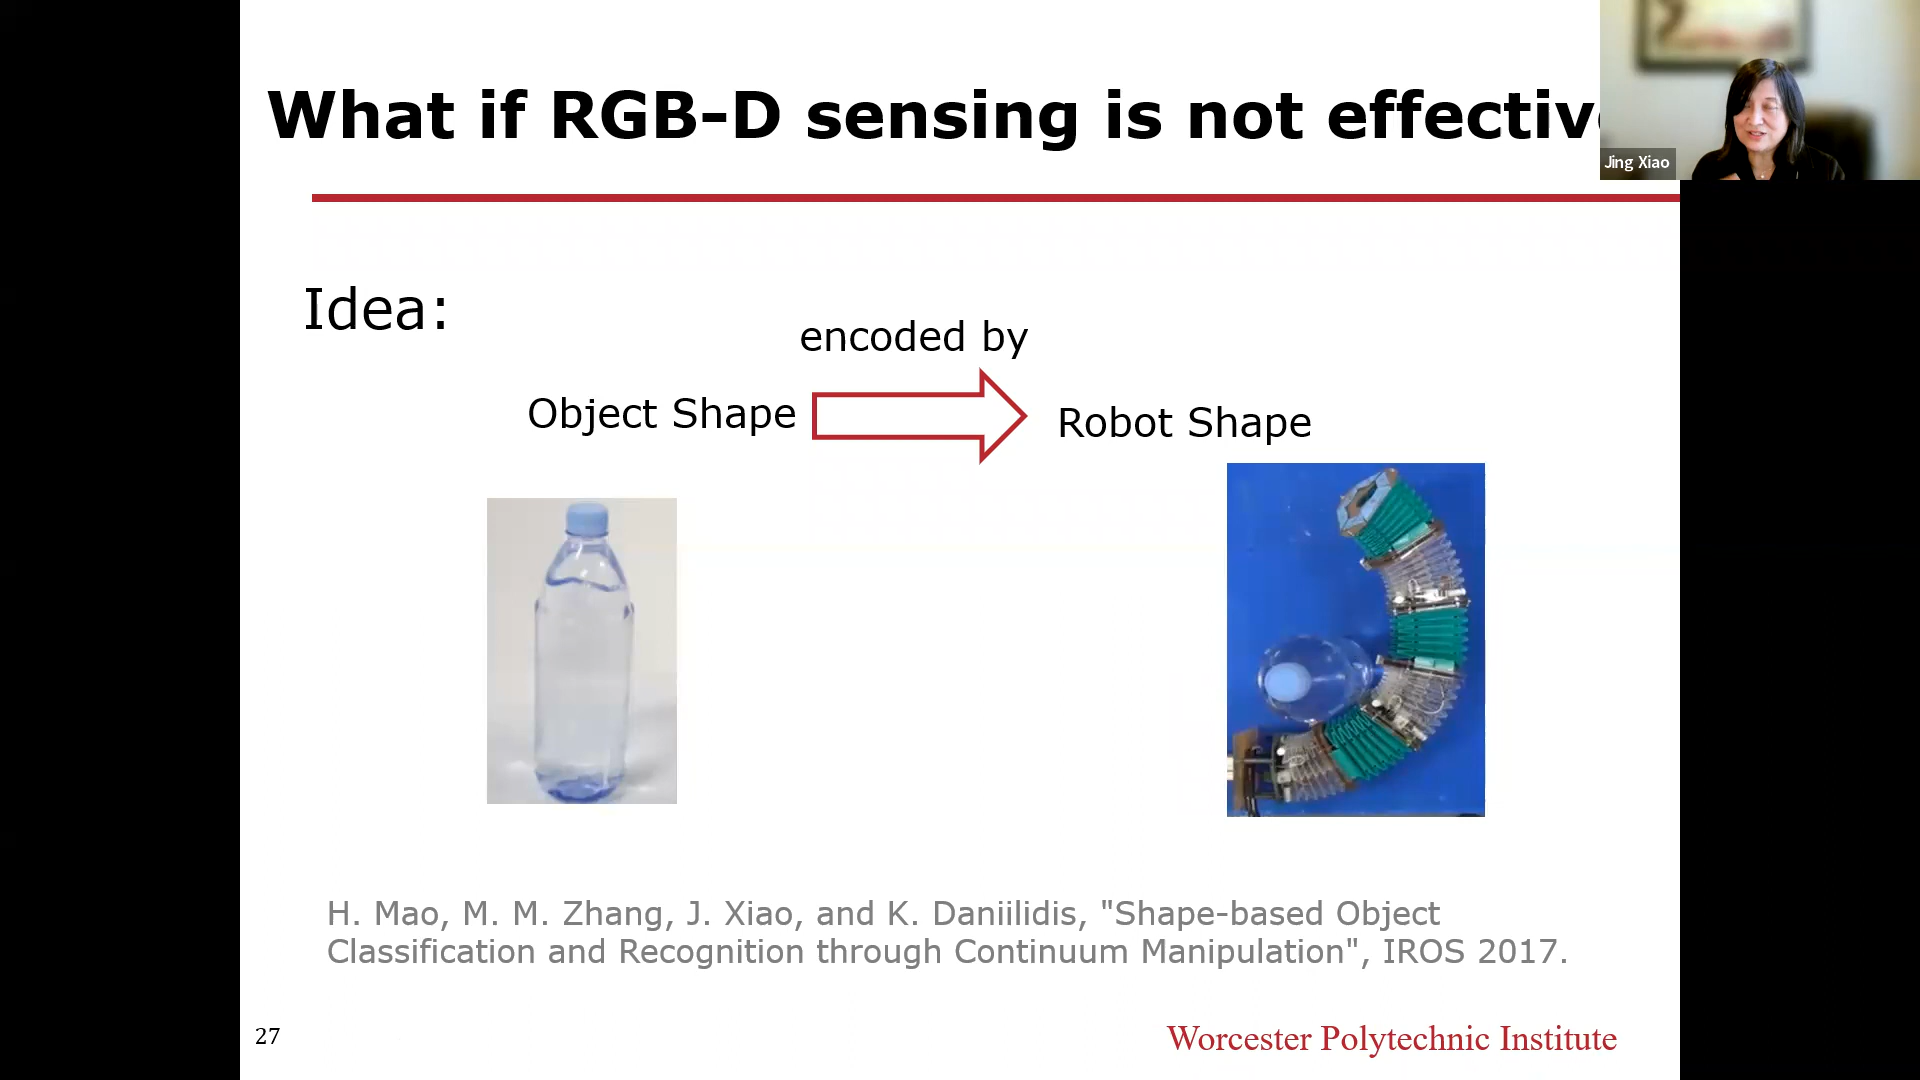 What if RGB-D sensing is not effectiv
Jing Xiao
Idea:
encoded by
Object Shape
Robot Shape
H. Mao, M. M. Zhang, J. Xiao, and K. Daniilidis, "Shape-based Object
Classification and Recognition through Continuum Manipulation", IROS 2017.
27
Worcester Polytechnic Institute